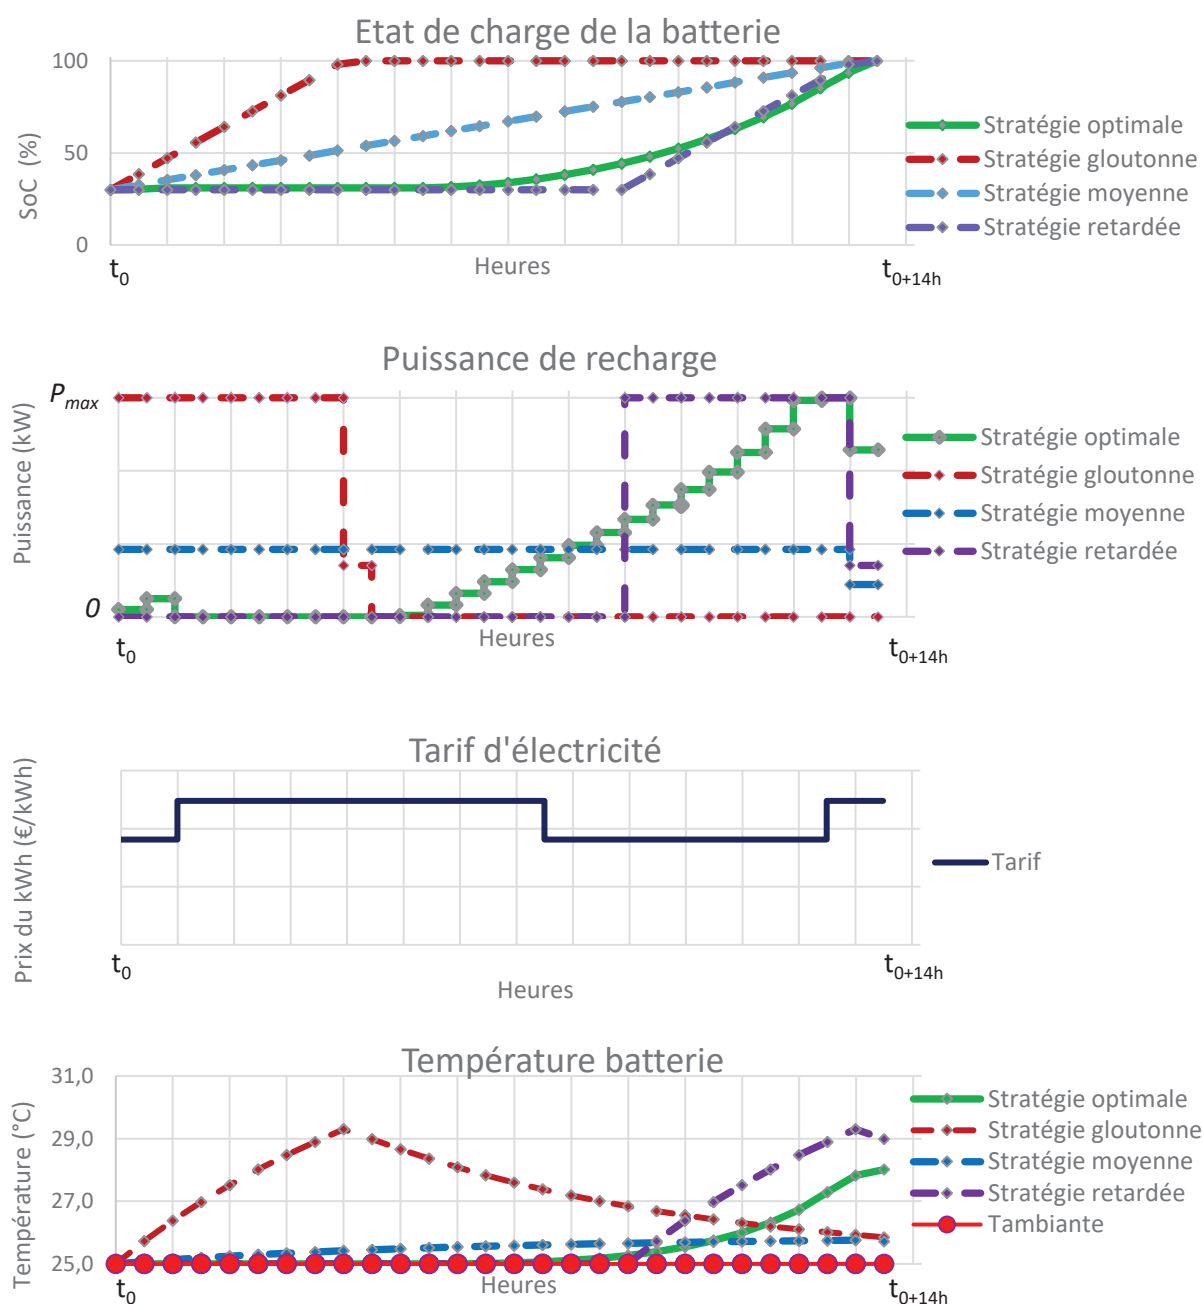 Etat de charge de la batterie
SoC (%)
100
50
0
t0
Heures
t0+14h
Stratégie optimale
Stratégie gloutonne
Stratégie moyenne
Stratégie retardée
Puissance de recharge
Puissance (kW)
Pmax
0
t0
Heures
t0+14h
Stratégie optimale
Stratégie gloutonne
Stratégie moyenne
Stratégie retardée
Tarif d'électricité
Prix du kWh (€/kWh)
t0
Heures
t0+14h
Tarif
Température batterie
Température (°C)
31,0
29,0
27,0
25,0
t0
Heures
t0+14h
Stratégie optimale
Stratégie gloutonne
Stratégie moyenne
Stratégie retardée
Tambiante